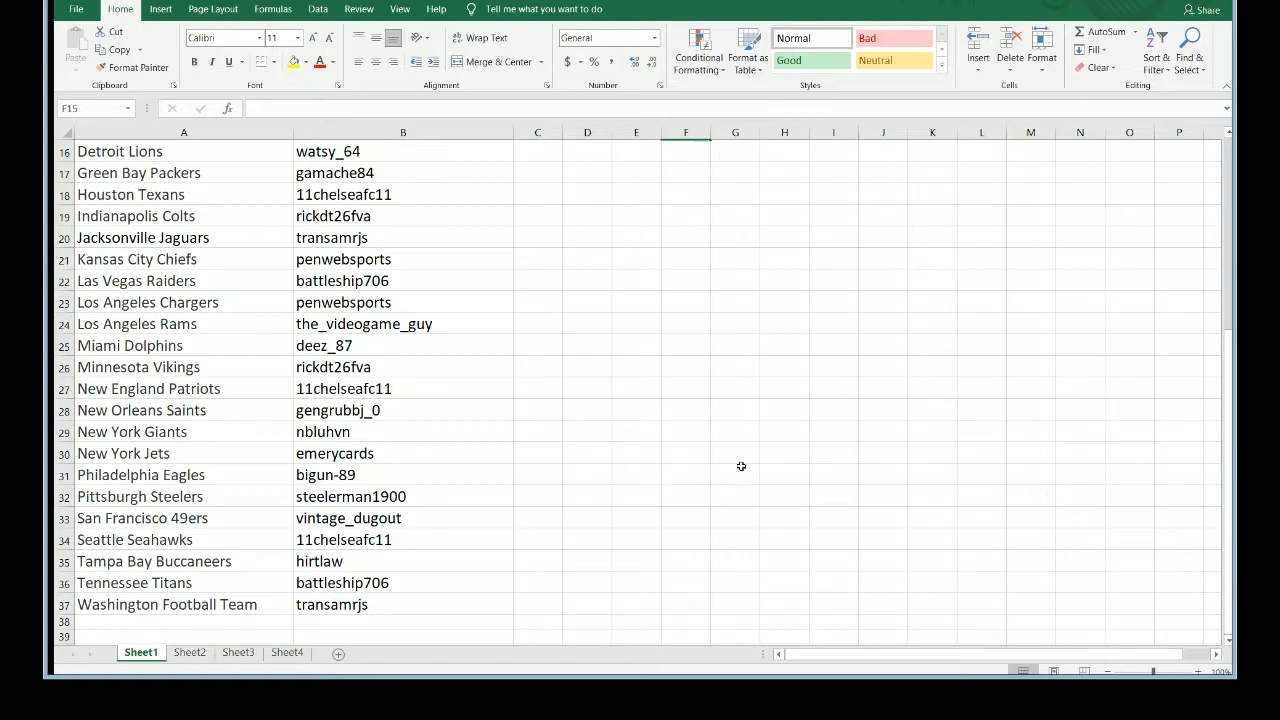 File Home Insert Page Layout Formulas Data Review View Help Tell me what you want to do Share
Cut
Copy
Paste
Format Painter
Clipboard
Calibri 11
B I U
Font
Wrap Text
Merge & Center
Alignment
General
$ % ,
Number
Conditional Formatting
Format as Table
Normal Bad
Good Neutral
Styles
Insert Delete Format
Cells
AutoSum
Fill
Clear
Sort & Filter
Find & Select
Editing
F15 fx
A B C D E F G H I J K L M N O P
16 Detroit Lions watsy_64
17 Green Bay Packers gamache84
18 Houston Texans 11chelseafc11
19 Indianapolis Colts rickdt26fva
20 Jacksonville Jaguars transamrjs
21 Kansas City Chiefs penwebsports
22 Las Vegas Raiders battleship706
23 Los Angeles Chargers penwebsports
24 Los Angeles Rams the_videogame_guy
25 Miami Dolphins deez_87
26 Minnesota Vikings rickdt26fva
27 New England Patriots 11chelseafc11
28 New Orleans Saints gengrubbj_0
29 New York Giants nbluhvn
30 New York Jets emerycards
31 Philadelphia Eagles bigun-89
32 Pittsburgh Steelers steelerman1900
33 San Francisco 49ers vintage_dugout
34 Seattle Seahawks 11chelseafc11
35 Tampa Bay Buccaneers hirtlaw
36 Tennessee Titans battleship706
37 Washington Football Team transamrjs
38
39
Sheet1 Sheet2 Sheet3 Sheet4
100%